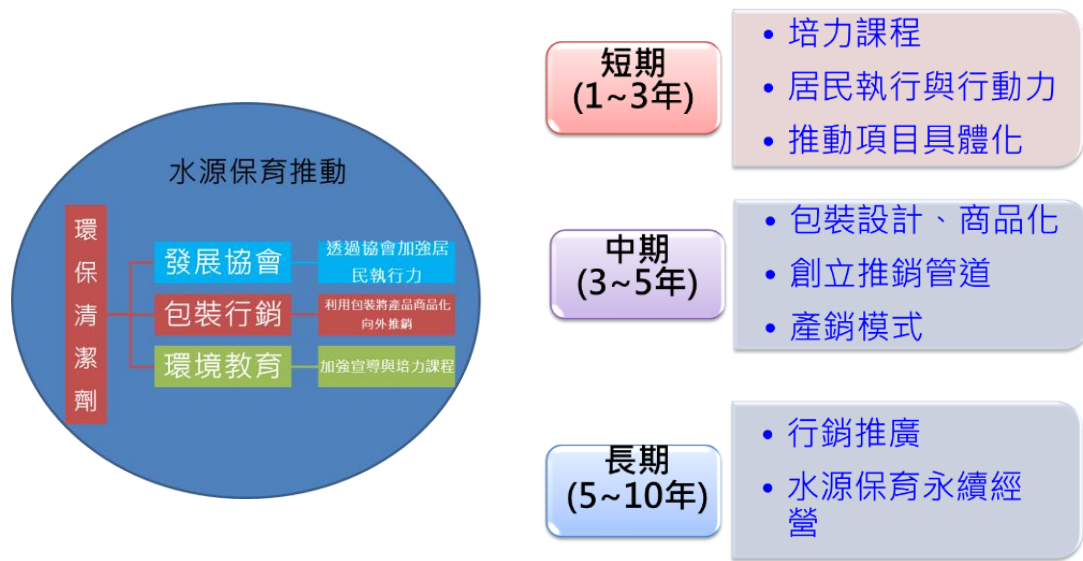 水源保育推動
環保清潔劑
發展協會
透過協會加強居
民執行力
包裝行銷
利用包裝將產品商品化
向外推銷
環境教育
加強宣導與培力課程
短期
(1~3年)
• 培力課程
• 居民執行與行動力
• 推動項目具體化
中期
(3~5年)
• 包裝設計、商品化
• 創立推銷管道
• 產銷模式
長期
(5~10年)
• 行銷推廣
• 水源保育永續經
營